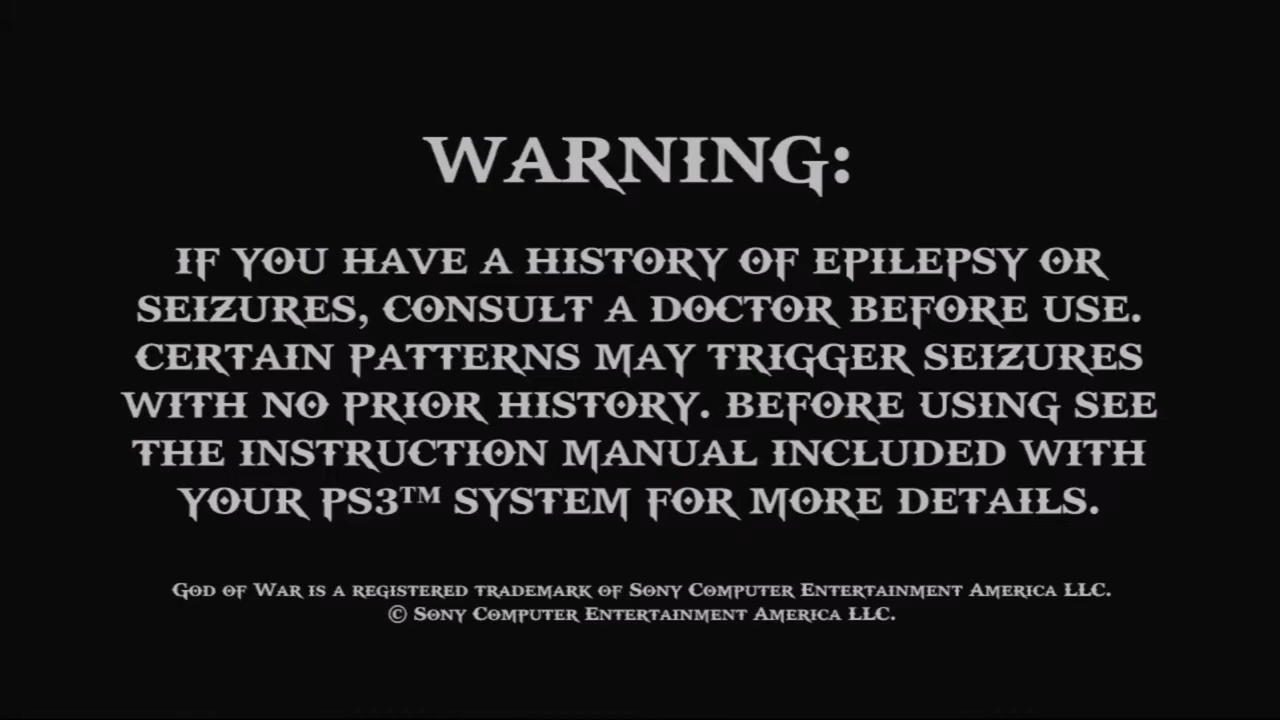 WARNING:
IF YOU HAVE A HISTORY OF EPILEPSY OR
SEIZURES, CONSULT A DOCTOR BEFORE USE.
CERTAIN PATTERNS MAY TRIGGER SEIZURES
WITH NO PRIOR HISTORY. BEFORE USING SEE
THE INSTRUCTION MANUAL INCLUDED WITH
YOUR PS3™ SYSTEM FOR MORE DETAILS.
GOD OF WAR IS A REGISTERED TRADEMARK OF SONY COMPUTER ENTERTAINMENT AMERICA LLC.
© SONY COMPUTER ENTERTAINMENT AMERICA LLC.